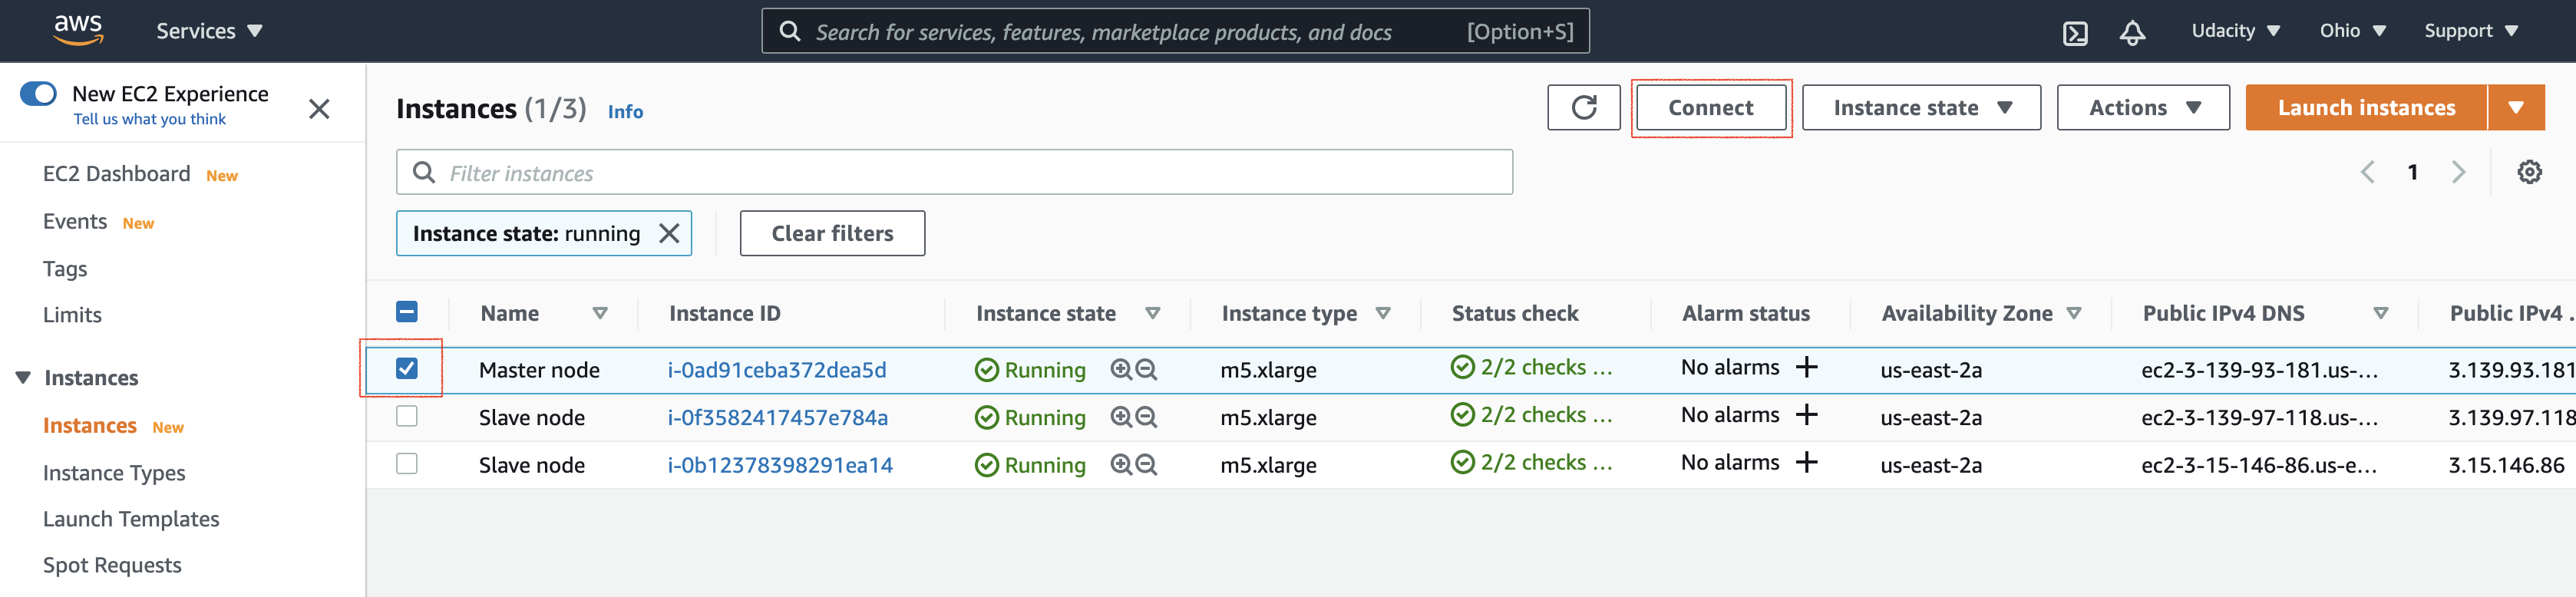 aws Services Search for services, features, marketplace products, and docs [Option+S] Udacity Ohio Support
New EC2 Experience
Tell us what you think
EC2 Dashboard New
Events New
Tags
Limits
Instances
Instances New
Instance Types
Launch Templates
Spot Requests
Instances (1/3) Info Connect Instance state Actions Launch instances
Filter instances 1
Instance state: running Clear filters
Name Instance ID Instance state Instance type Status check Alarm status Availability Zone Public IPv4 DNS Public IPv4 .
Master node i-0ad91ceba372dea5d Running m5.xlarge 2/2 checks ... No alarms + us-east-2a ec2-3-139-93-181.us-... 3.139.93.181
Slave node i-0f3582417457e784a Running m5.xlarge 2/2 checks ... No alarms + us-east-2a ec2-3-139-97-118.us-... 3.139.97.118
Slave node i-0b12378398291ea14 Running m5.xlarge 2/2 checks ... No alarms + us-east-2a ec2-3-15-146-86.us-e... 3.15.146.86